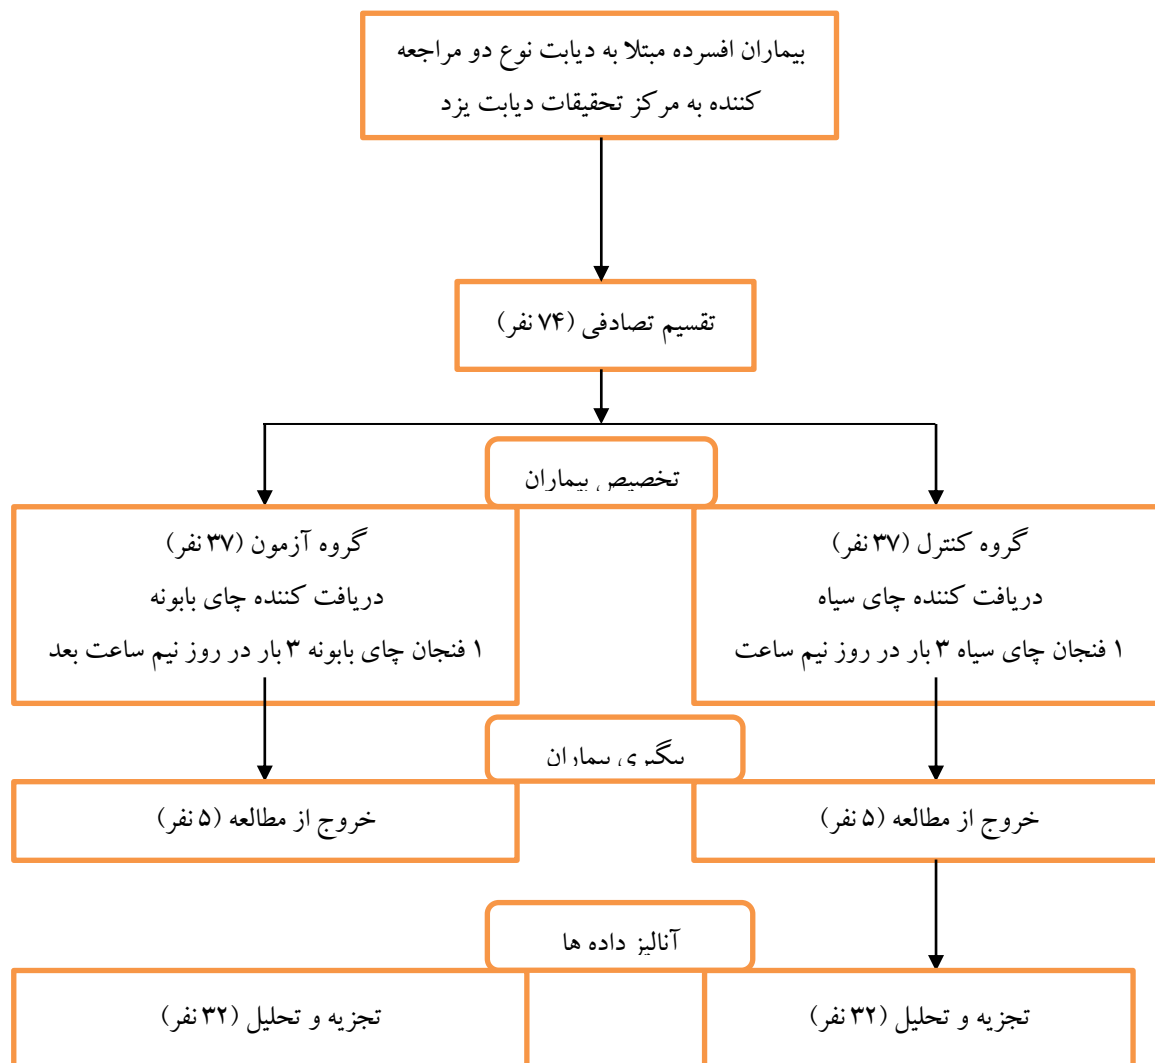 بیماران افسرده مبتلا به دیابت نوع دو مراجعه
کننده به مرکز تحقیقات دیابت یزد
تقسیم تصادفی (۷۴ نفر)
تخصیص بیماران
گروه کنترل (۳۷ نفر)
دریافت کننده چای سیاه
۱ فنجان چای سیاه ۳ بار در روز نیم ساعت
گروه آزمون (۳۷ نفر)
دریافت کننده چای بابونه
۱ فنجان چای بابونه ۳ بار در روز نیم ساعت بعد
پیگیری بیماران
خروج از مطالعه (۵ نفر)
خروج از مطالعه (۵ نفر)
آنالیز داده ها
تجزیه و تحلیل (۳۲ نفر)
تجزیه و تحلیل (۳۲ نفر)